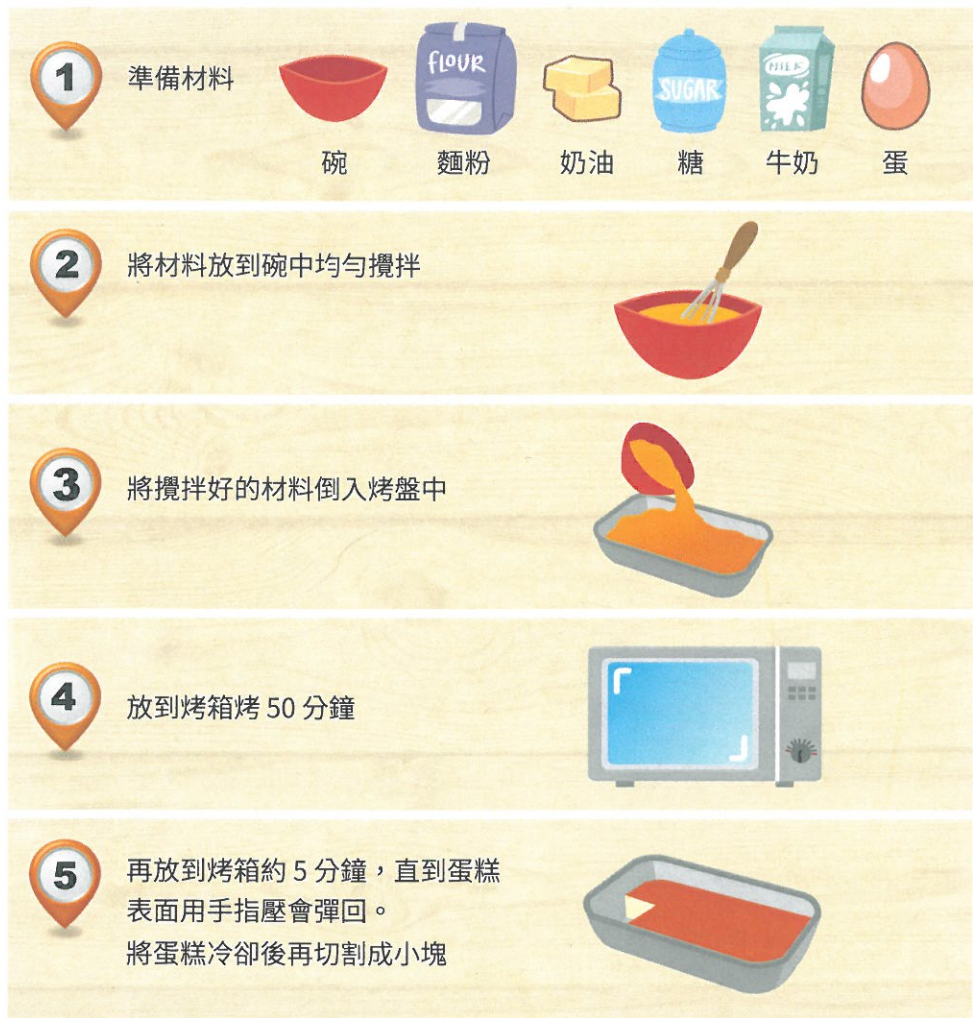 1
準備材料
FLOUR
SUGAR
MILK
碗
麵粉
奶油
糖
牛奶
蛋
2
將材料放到碗中均勻攪拌
3
將攪拌好的材料倒入烤盤中
4
放到烤箱烤 50 分鐘
5
再放到烤箱約 5 分鐘,直到蛋糕
表面用手指壓會彈回。
將蛋糕冷卻後再切割成小塊